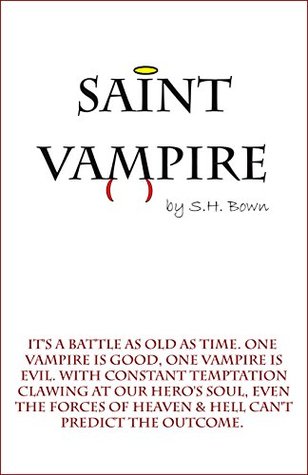 SAINT
VAMPIRE
by S.H. Bown
IT'S A BATTLE AS OLD AS TIME. ONE
VAMPIRE IS GOOD, ONE VAMPIRE IS
EVIL. WITH CONSTANT TEMPTATION
CLAWING AT OUR HERO'S SOUL, EVEN
THE FORCES OF HEAVEN & HELL CAN'T
PREDICT THE OUTCOME.